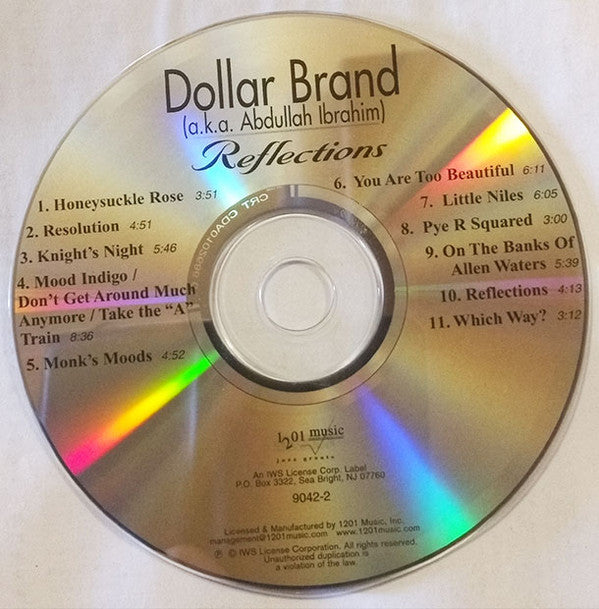 Dollar Brand
(a.k.a. Abdullah Ibrahim)
Reflections
1. Honeysuckle Rose 3:51
2. Resolution 4:51
3. Knight's Night 5:46
4. Mood Indigo /
Don't Get Around Much
Anymore / Take the "A"
Train 8:36
5. Monk's Moods 4:52
6. You Are Too Beautiful 6:11
7. Little Niles 6:05
8. Pye R Squared 3:00
9. On The Banks Of
Allen Waters 5:39
10. Reflections 4:13
11. Which Way? 3:12
1201 music
jazz greats
An IWS License Corp. Label
P.O. Box 3322, Sea Bright, NJ 07760
9042-2
Licensed & Manufactured by 1201 Music, Inc.
management@1201music.com www.1201music.com
℗ © IWS License Corporation. All rights reserved.
Unauthorized duplication is
a violation of the law.